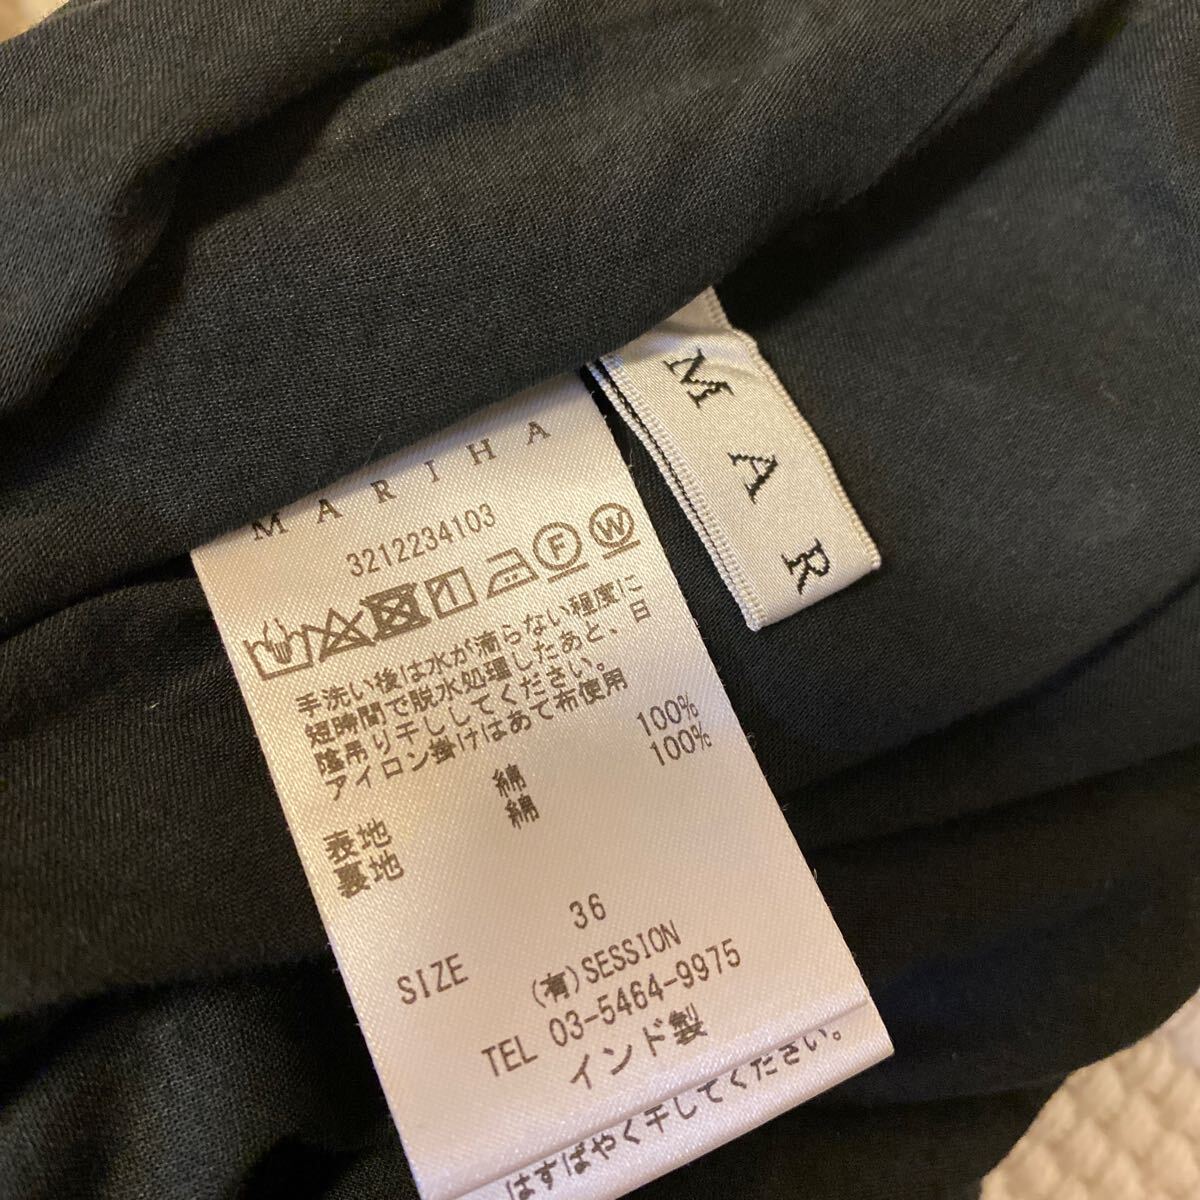 MARIHA
3212234103
F W
手洗い後は水が滴らない程度に
短時間で脱水処理したあと、日
陰吊り干ししてください。
アイロン掛けはあて布使用
表地 綿 100%
裏地 綿 100%
SIZE 36
(有)SESSION
TEL 03-5464-9975
インド製
はすばやく干してください。
MAR